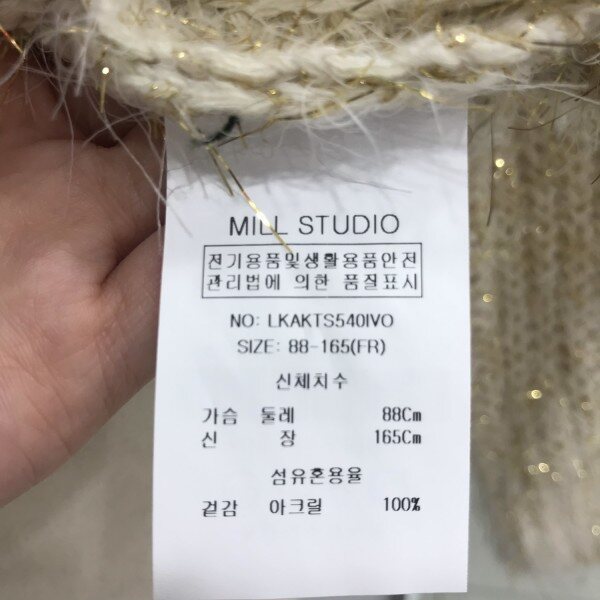 MILL STUDIO
전기용품및생활용품안전
관리법에 의한 품질표시
NO: LKAKTS540IVO
SIZE: 88-165(FR)
신체치수
가슴 둘레 88Cm
신 장 165Cm
섬유혼용율
겉감 아크릴 100%